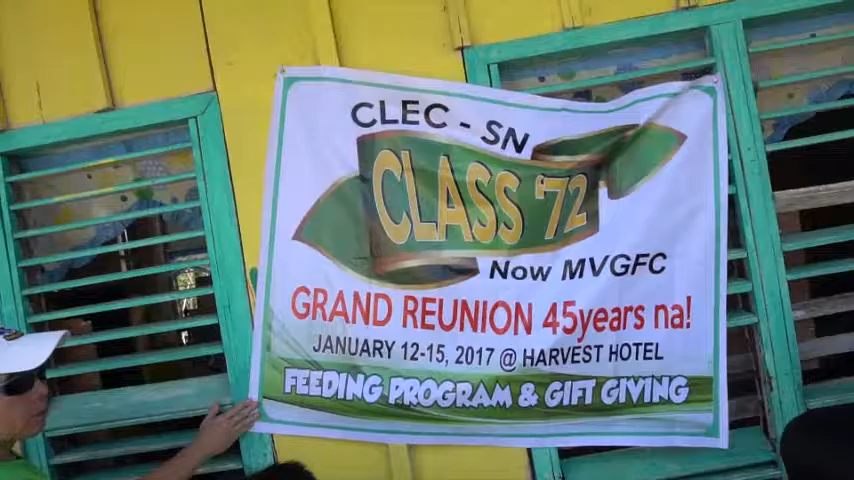 CLEC - SN
CLASS '72
NOW MVGFC
GRAND REUNION 45years na!
JANUARY 12-15, 2017 @ HARVEST HOTEL
FEEDING PROGRAM & GIFT GIVING